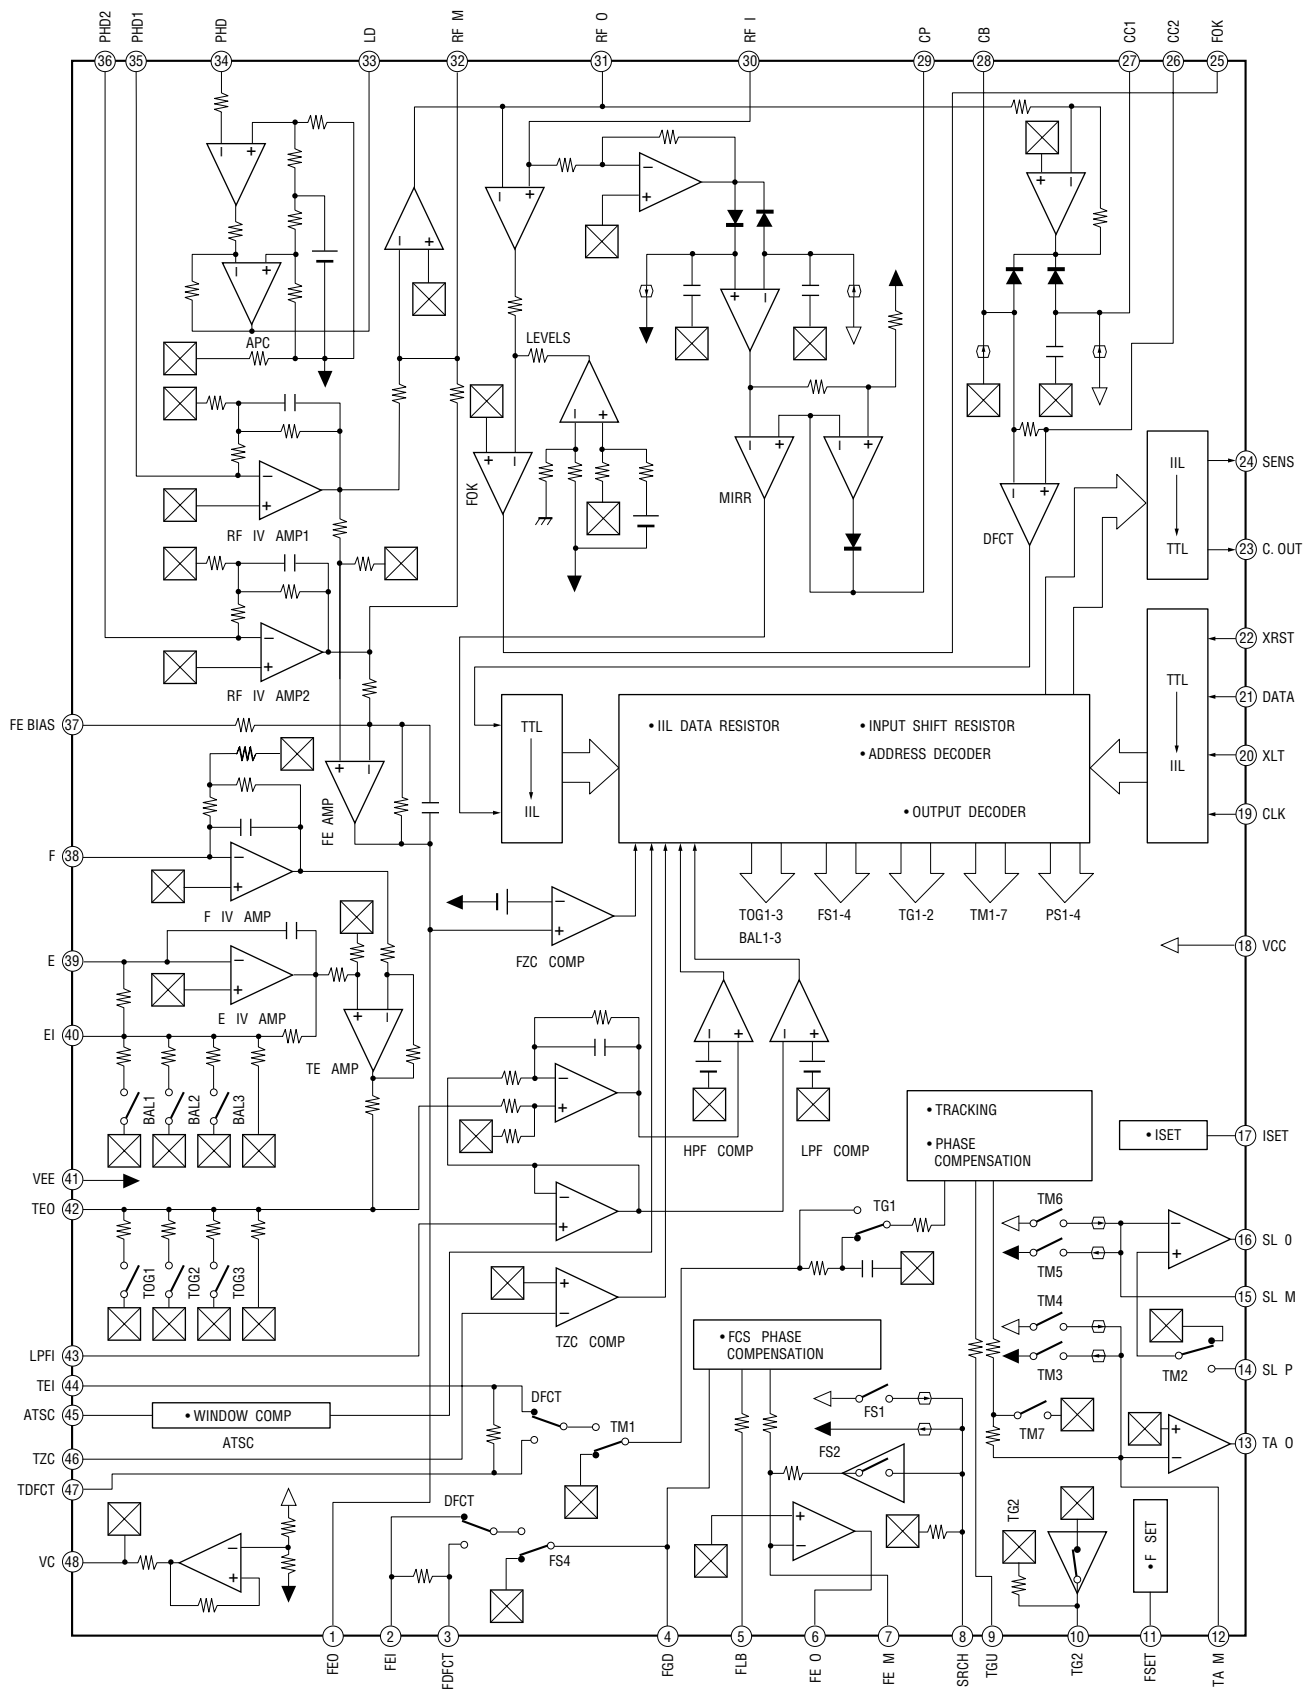 PHD2
PHD1
PHD
LD
RF M
RF O
RF I
CP
CB
CC1
CC2
FOK
36
35
34
33
32
31
30
29
28
27
26
25
APC
LEVELS
FOK
MIRR
DFCT
IIL
TTL
24 SENS
23 C. OUT
RF IV AMP1
RF IV AMP2
TTL
IIL
22 XRST
21 DATA
20 XLT
19 CLK
FE BIAS 37
TTL
IIL
• IIL DATA RESISTOR
• INPUT SHIFT RESISTOR
• ADDRESS DECODER
• OUTPUT DECODER
FE AMP
F 38
F IV AMP
TOG1-3
BAL1-3
FS1-4
TG1-2
TM1-7
PS1-4
FZC COMP
18 VCC
E 39
E IV AMP
EI 40
TE AMP
BAL1
BAL2
BAL3
HPF COMP
LPF COMP
• TRACKING
• PHASE
COMPENSATION
• ISET
17 ISET
VEE 41
TEO 42
TOG1
TOG2
TOG3
TZC COMP
TG1
TM6
TM5
16 SL O
15 SL M
TM4
TM3
TM2
14 SL P
LPFI 43
TEI 44
ATSC 45
• WINDOW COMP
ATSC
TZC 46
TDFCT 47
DFCT
TM1
• FCS PHASE
COMPENSATION
FS1
FS2
TM7
13 TA O
VC 48
DFCT
FS4
TG2
• F SET
1
2
3
4
5
6
7
8
9
10
11
12
FEO
FEI
FDFCT
FGD
FLB
FE O
FE M
SRCH
TGU
TG2
FSET
TA M